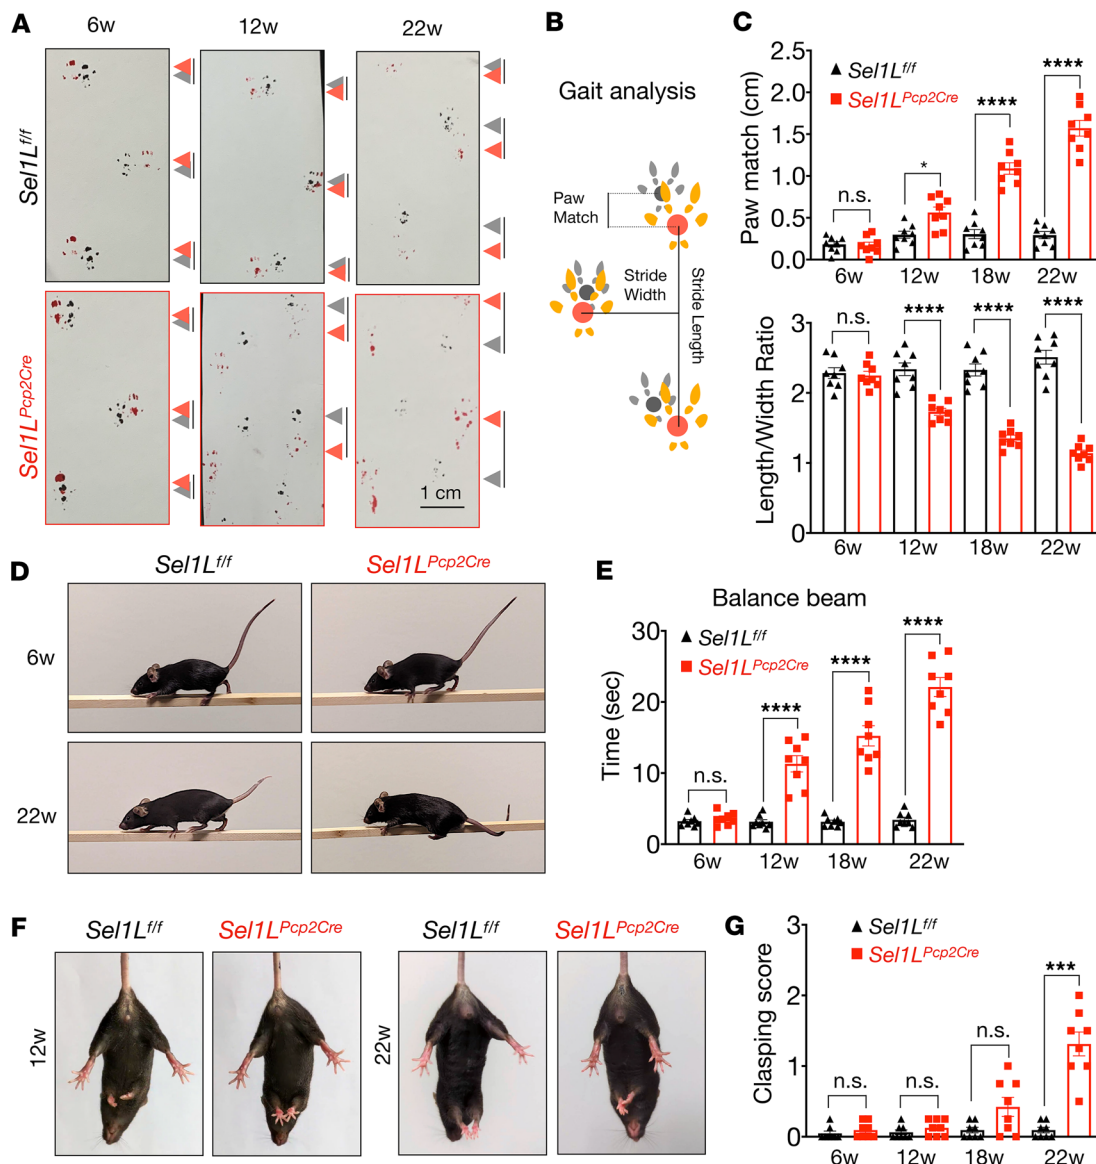 A
6w
12w
22w
Sel1L^f/f
Sel1L^Pcp2Cre
1 cm
B
Gait analysis
Paw
Match
Stride
Width
Stride Length
C
Paw match (cm)
2.5
2.0
1.5
1.0
0.5
0.0
Sel1L^f/f
Sel1L^Pcp2Cre
n.s.
*
****
****
6w
12w
18w
22w
Length/Width Ratio
3
2
1
0
n.s.
****
****
****
6w
12w
18w
22w
D
Sel1L^f/f
Sel1L^Pcp2Cre
6w
22w
E
Balance beam
Time (sec)
30
20
10
0
Sel1L^f/f
Sel1L^Pcp2Cre
n.s.
****
****
****
6w
12w
18w
22w
F
Sel1L^f/f
Sel1L^Pcp2Cre
Sel1L^f/f
Sel1L^Pcp2Cre
12w
22w
G
Clasping score
3
2
1
0
Sel1L^f/f
Sel1L^Pcp2Cre
n.s.
n.s.
n.s.
***
6w
12w
18w
22w